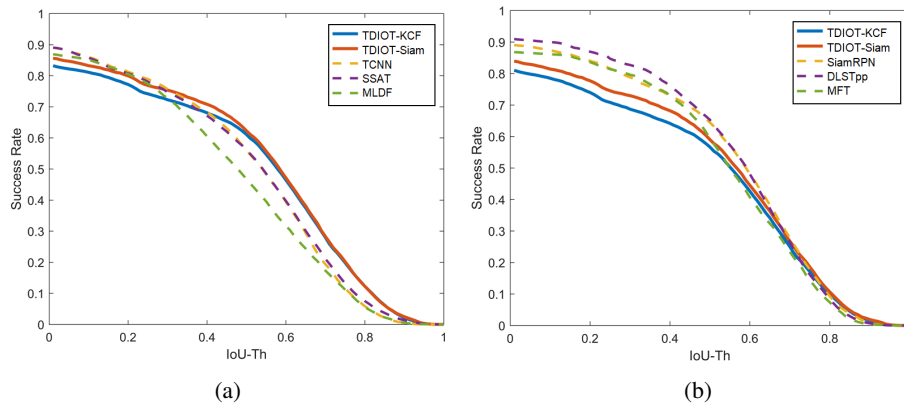 1
0.9
0.8
0.7
0.6
0.5
0.4
0.3
0.2
0.1
0
Success Rate
0 0.2 0.4 0.6 0.8 1
IoU-Th
TDIOT-KCF
TDIOT-Siam
TCNN
SSAT
MLDF
(a)
1
0.9
0.8
0.7
0.6
0.5
0.4
0.3
0.2
0.1
0
Success Rate
0 0.2 0.4 0.6 0.8
IoU-Th
TDIOT-KCF
TDIOT-Siam
SiamRPN
DLSTpp
MFT
(b)